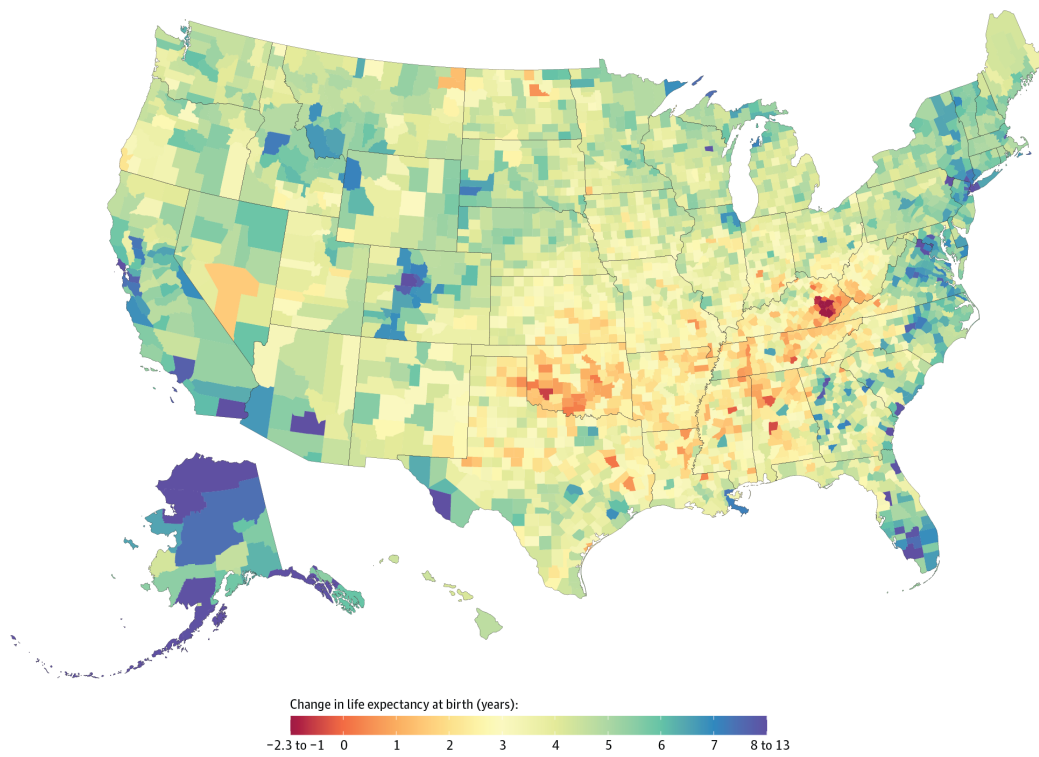 Change in life expectancy at birth (years):
−2.3 to −1 0 1 2 3 4 5 6 7 8 to 13